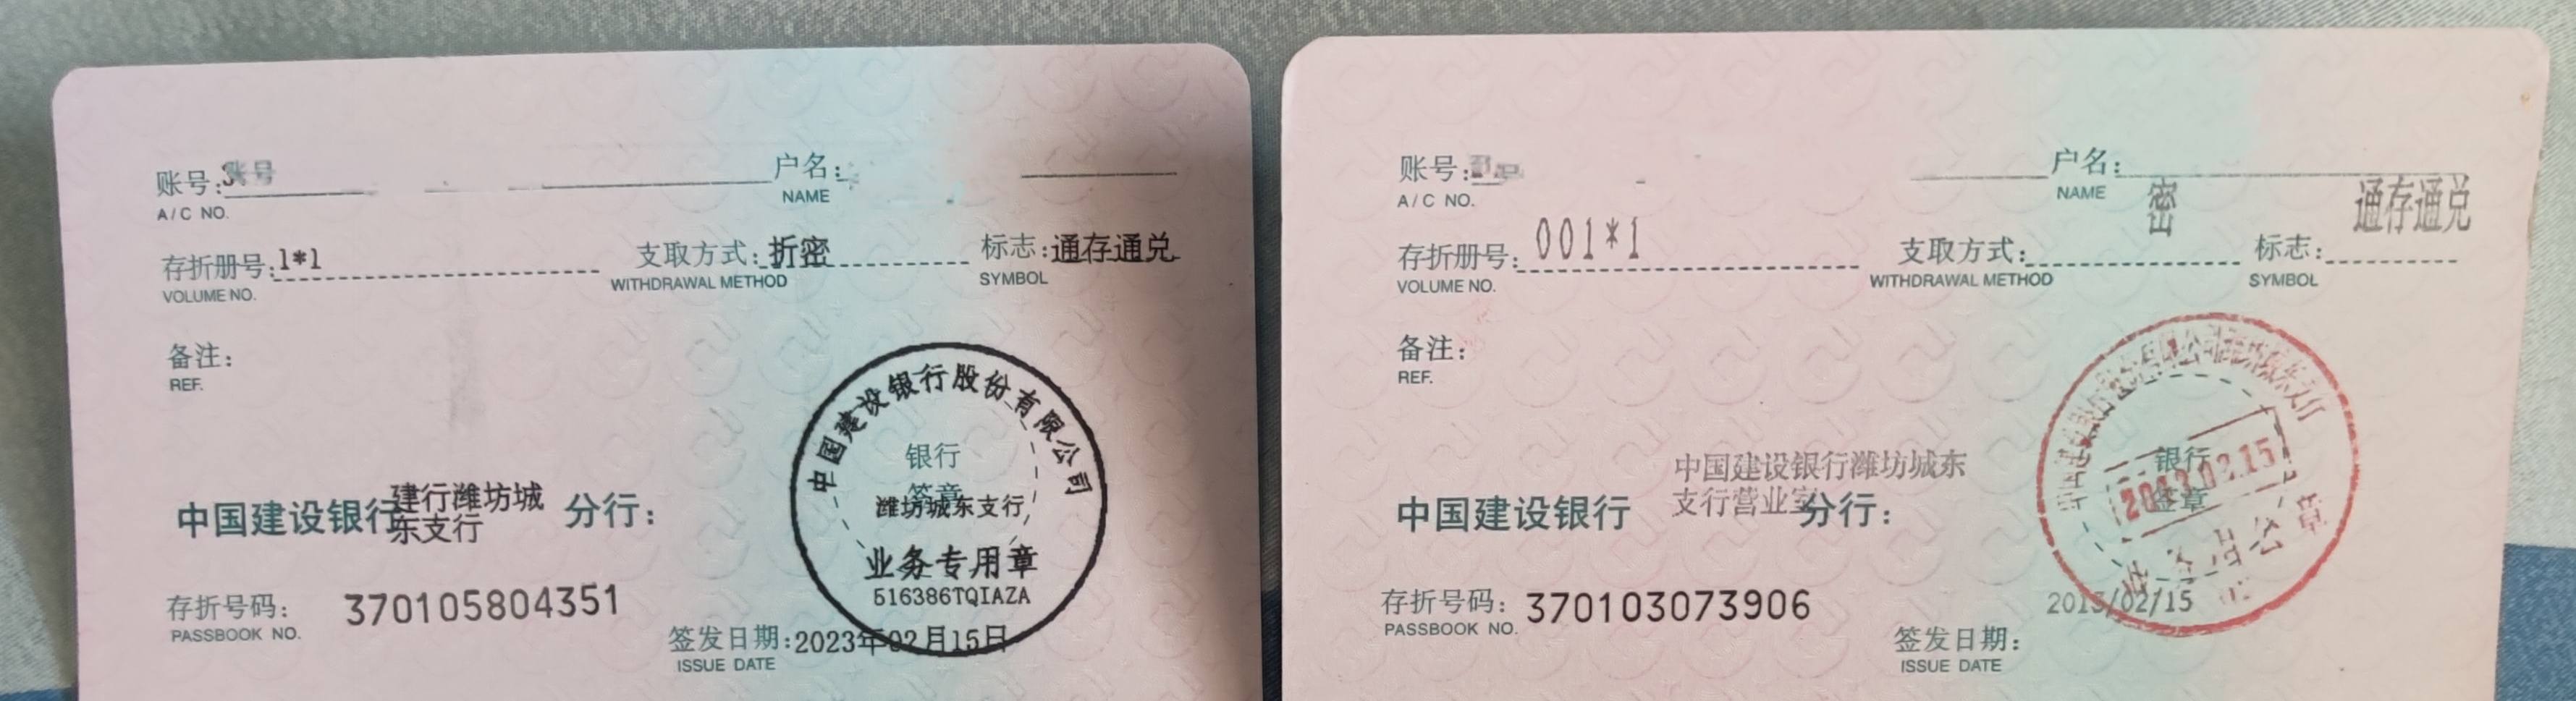 账号:
户名:
A/C NO.
NAME
存折册号:1*1
支取方式:折密
标志:通存通兑
VOLUME NO.
WITHDRAWAL METHOD
SYMBOL
备注:
REF.
中国建设银行股份有限公司
银行
签章
潍坊城东支行
业务专用章
516386TQIAZA
中国建设银行
建行潍坊城
东支行
分行:
存折号码: 370105804351
PASSBOOK NO.
签发日期:2023年02月15日
ISSUE DATE
账号:
户名:
A/C NO.
NAME
密
通存通兑
存折册号: 001*1
支取方式:
标志:
VOLUME NO.
WITHDRAWAL METHOD
SYMBOL
备注:
REF.
中国建设银行潍坊城东
支行营业室
中国建设银行
分行:
银行
签章
2013.02.15
存折号码: 370103073906
PASSBOOK NO.
2013/02/15
签发日期:
ISSUE DATE